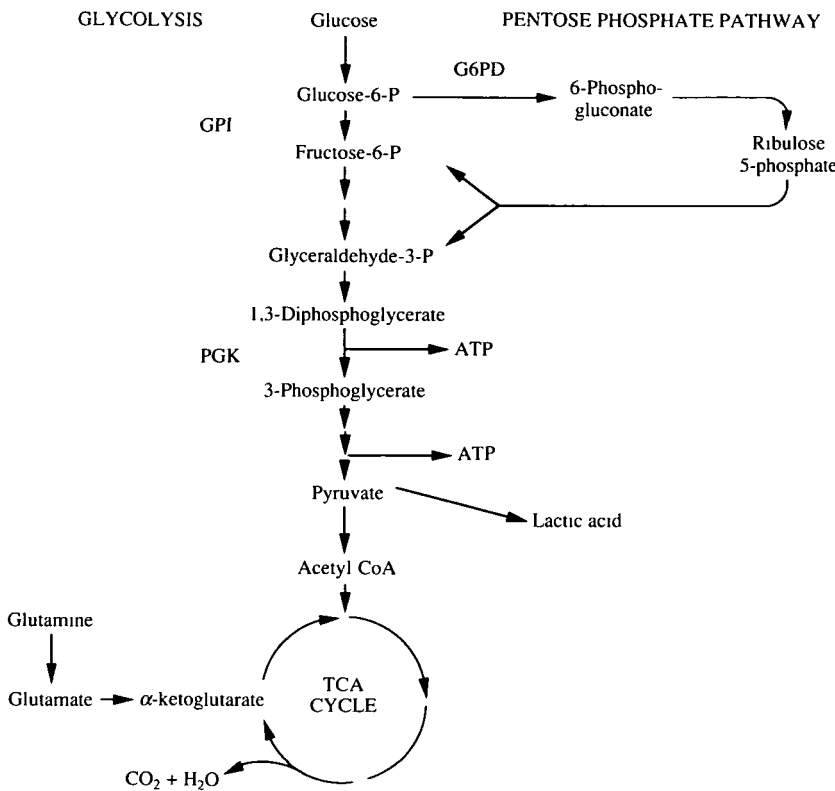 GLYCOLYSIS
Glucose
PENTOSE PHOSPHATE PATHWAY
G6PD
Glucose-6-P
6-Phospho-
gluconate
GPI
Fructose-6-P
Ribulose
5-phosphate
Glyceraldehyde-3-P
1,3-Diphosphoglycerate
PGK
ATP
3-Phosphoglycerate
ATP
Pyruvate
Lactic acid
Acetyl CoA
Glutamine
TCA
CYCLE
Glutamate
α-ketoglutarate
CO₂ + H₂O